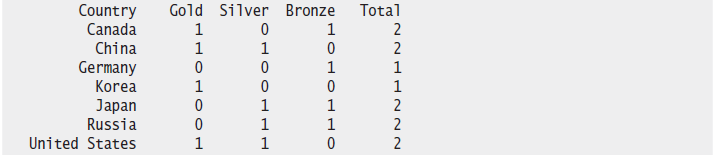 Country Gold Silver Bronze Total
Canada 1 0 1 2
China 1 1 0 2
Germany 0 0 1 1
Korea 1 0 0 1
Japan 0 1 1 2
Russia 0 1 1 2
United States 1 1 0 2